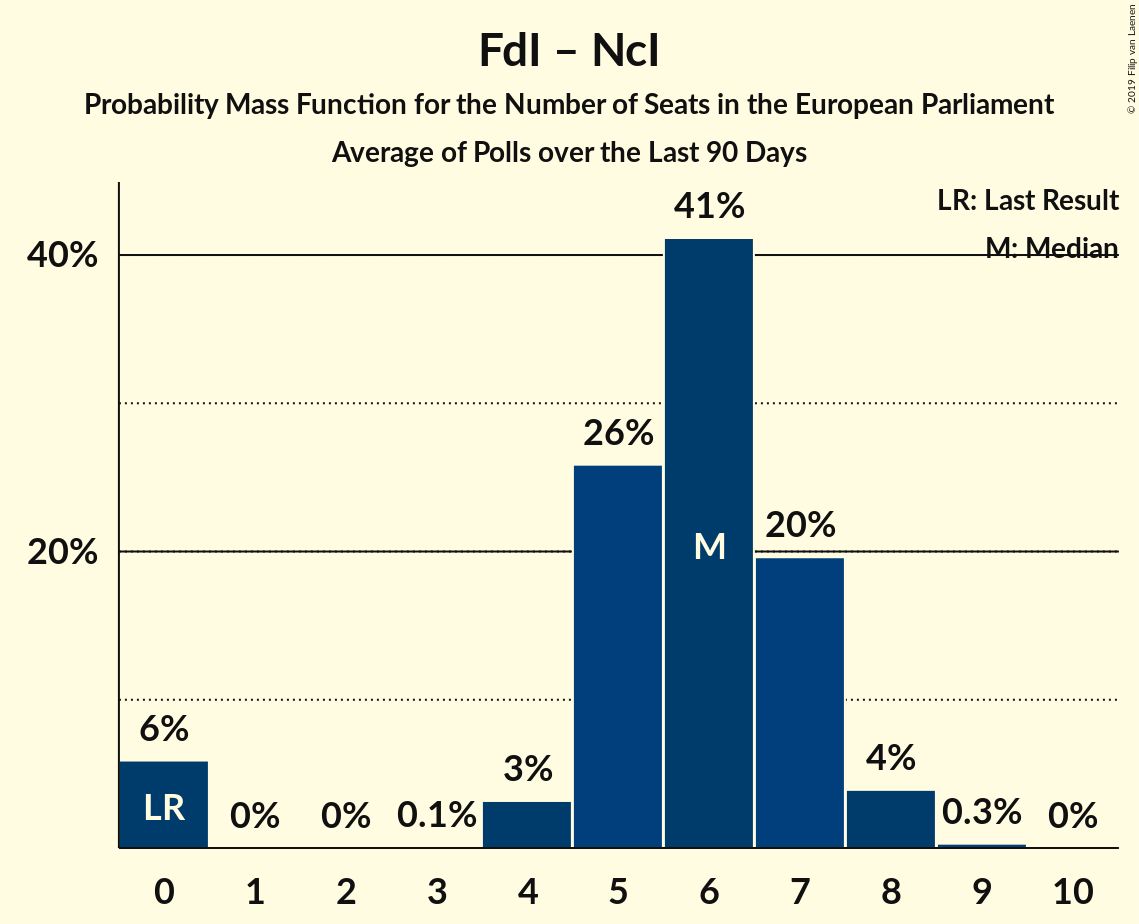 FdI – NcI
Probability Mass Function for the Number of Seats in the European Parliament
Average of Polls over the Last 90 Days
© 2019 Filip van Laenen
LR: Last Result
M: Median
40%
20%
6%
0%
0%
0.1%
3%
26%
41%
20%
4%
0.3%
0%
LR
M
0 1 2 3 4 5 6 7 8 9 10